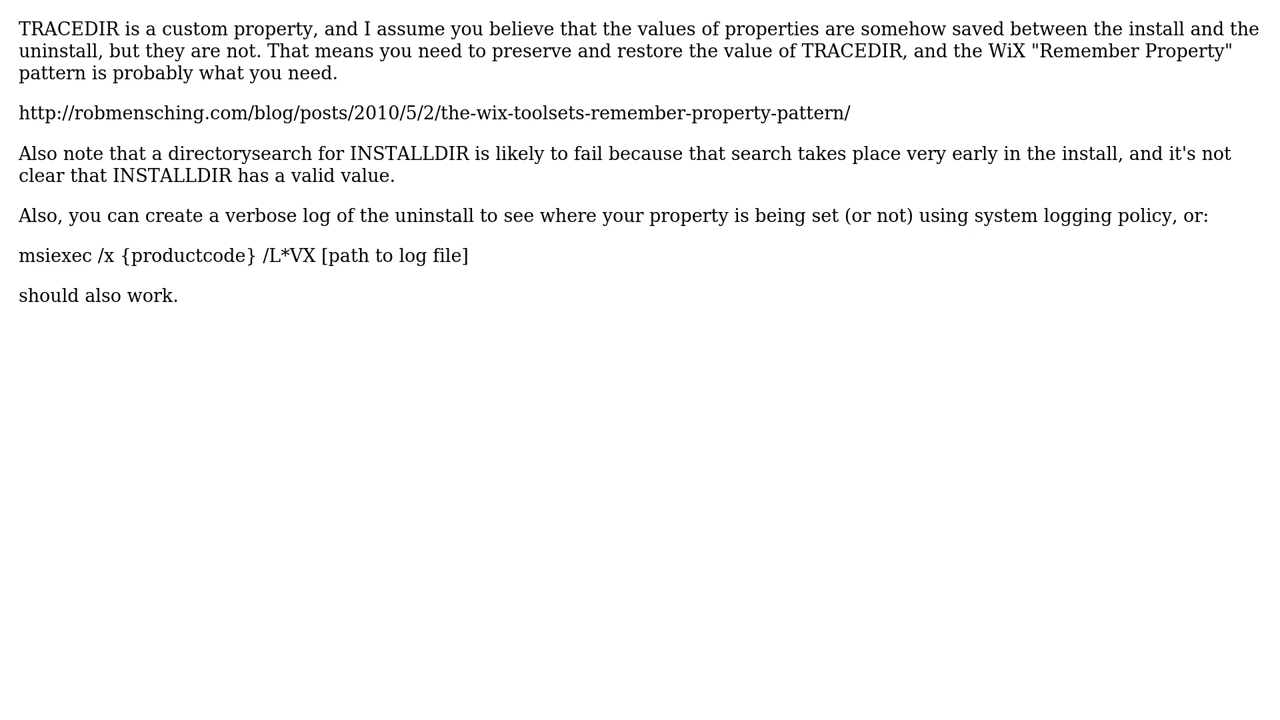 TRACEDIR is a custom property, and I assume you believe that the values of properties are somehow saved between the install and the
uninstall, but they are not. That means you need to preserve and restore the value of TRACEDIR, and the WiX "Remember Property"
pattern is probably what you need.
http://robmensching.com/blog/posts/2010/5/2/the-wix-toolsets-remember-property-pattern/
Also note that a directorysearch for INSTALLDIR is likely to fail because that search takes place very early in the install, and it's not
clear that INSTALLDIR has a valid value.
Also, you can create a verbose log of the uninstall to see where your property is being set (or not) using system logging policy, or:
msiexec /x {productcode} /L*VX [path to log file]
should also work.